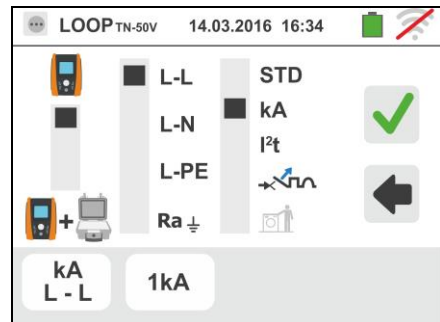 LOOP TN-50V 14.03.2016 16:34
L-L STD
L-N kA
L-PE I²t
Ra
+
kA
L - L
1kA